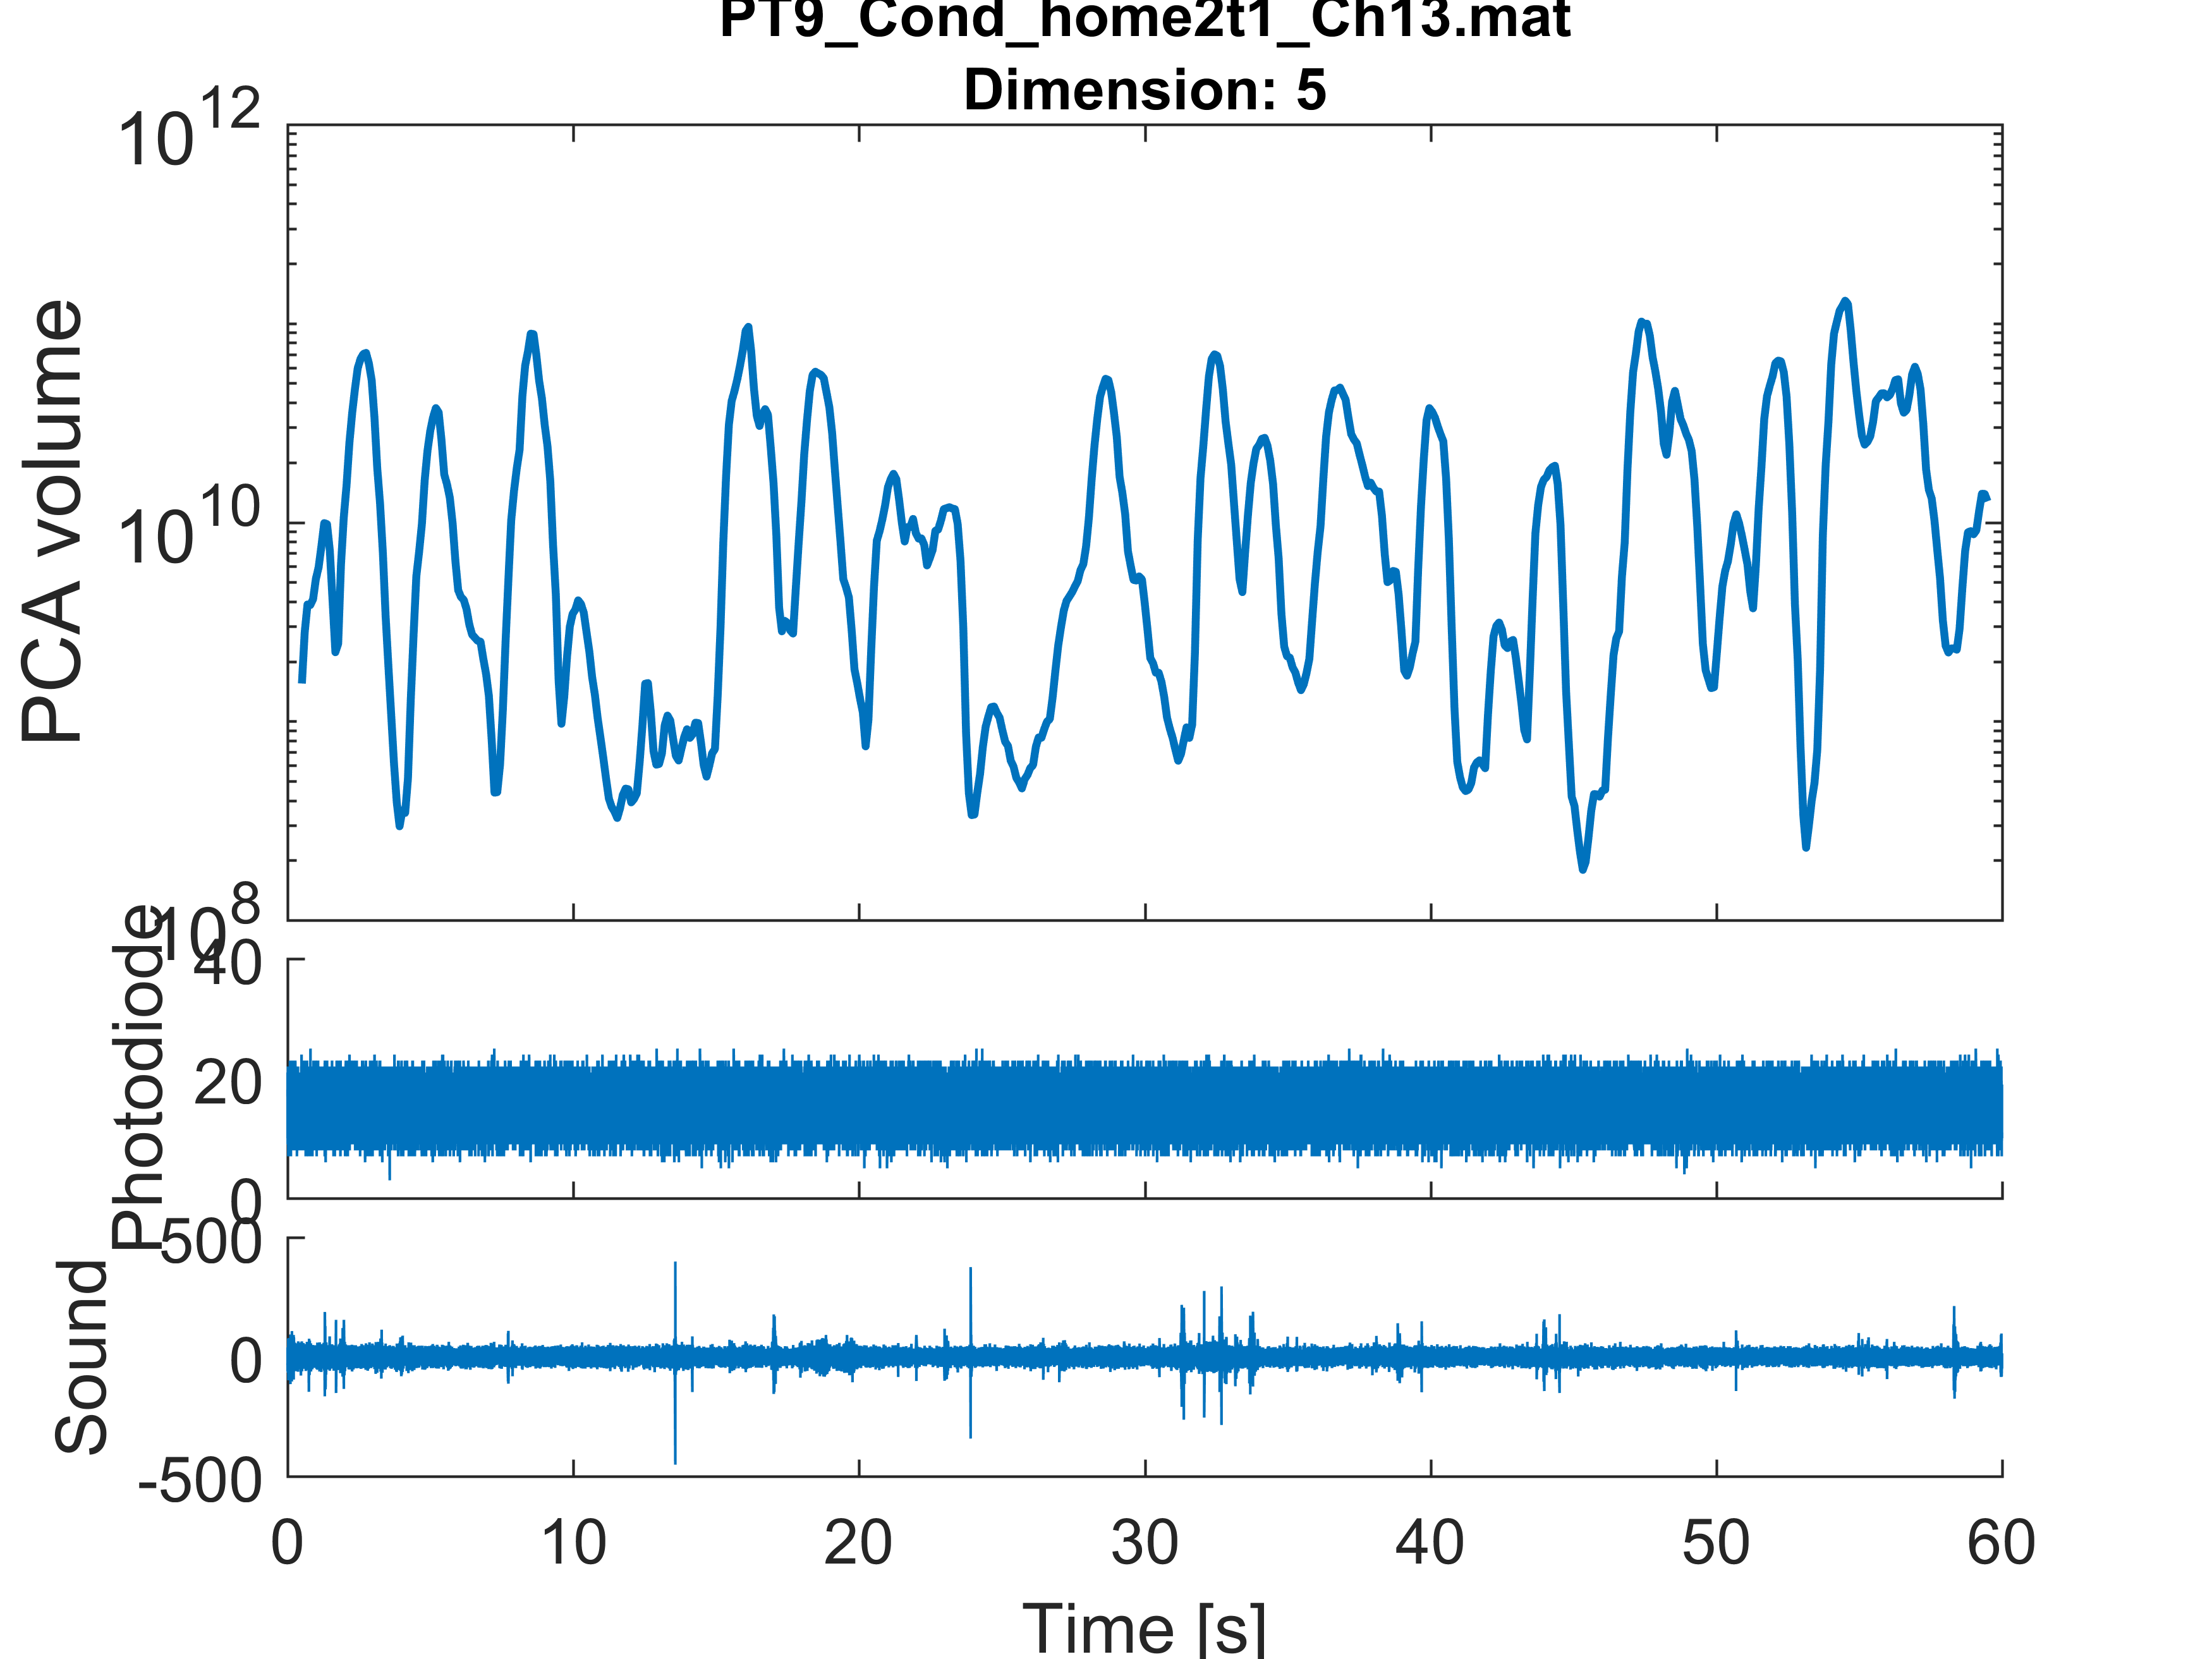 PT9_Cond_home2t1_Ch13.mat
Dimension: 5
PCA volume
10^12
10^10
10^8
Photodiode
40
20
0
Sound
500
0
-500
0 10 20 30 40 50 60
Time [s]